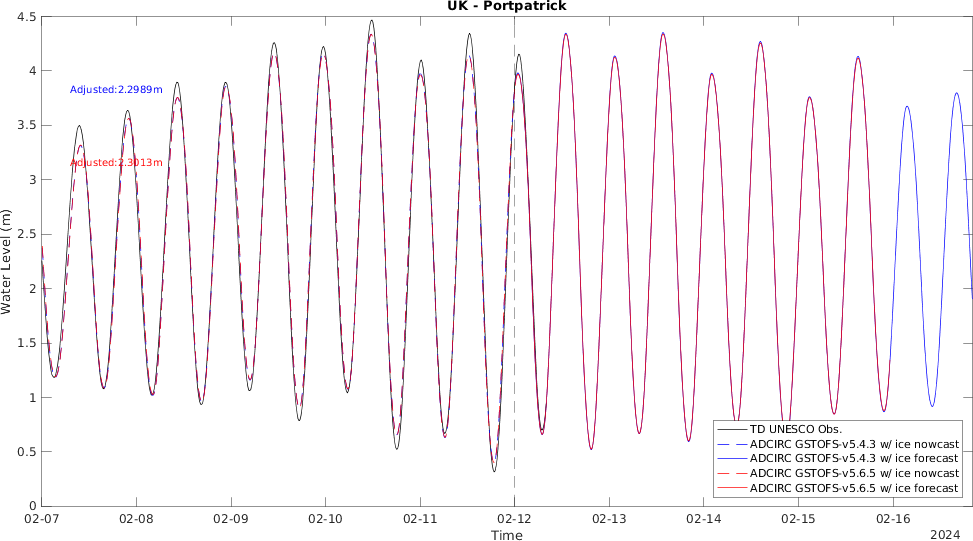 UK - Portpatrick
4.5
4
3.5
3
2.5
2
1.5
1
0.5
0
Water Level (m)
Adjusted:2.2989m
Adjusted:2.3013m
TD UNESCO Obs.
ADCIRC GSTOFS-v5.4.3 w/ ice nowcast
ADCIRC GSTOFS-v5.4.3 w/ ice forecast
ADCIRC GSTOFS-v5.6.5 w/ ice nowcast
ADCIRC GSTOFS-v5.6.5 w/ ice forecast
02-07 02-08 02-09 02-10 02-11 02-12 02-13 02-14 02-15 02-16
Time
2024